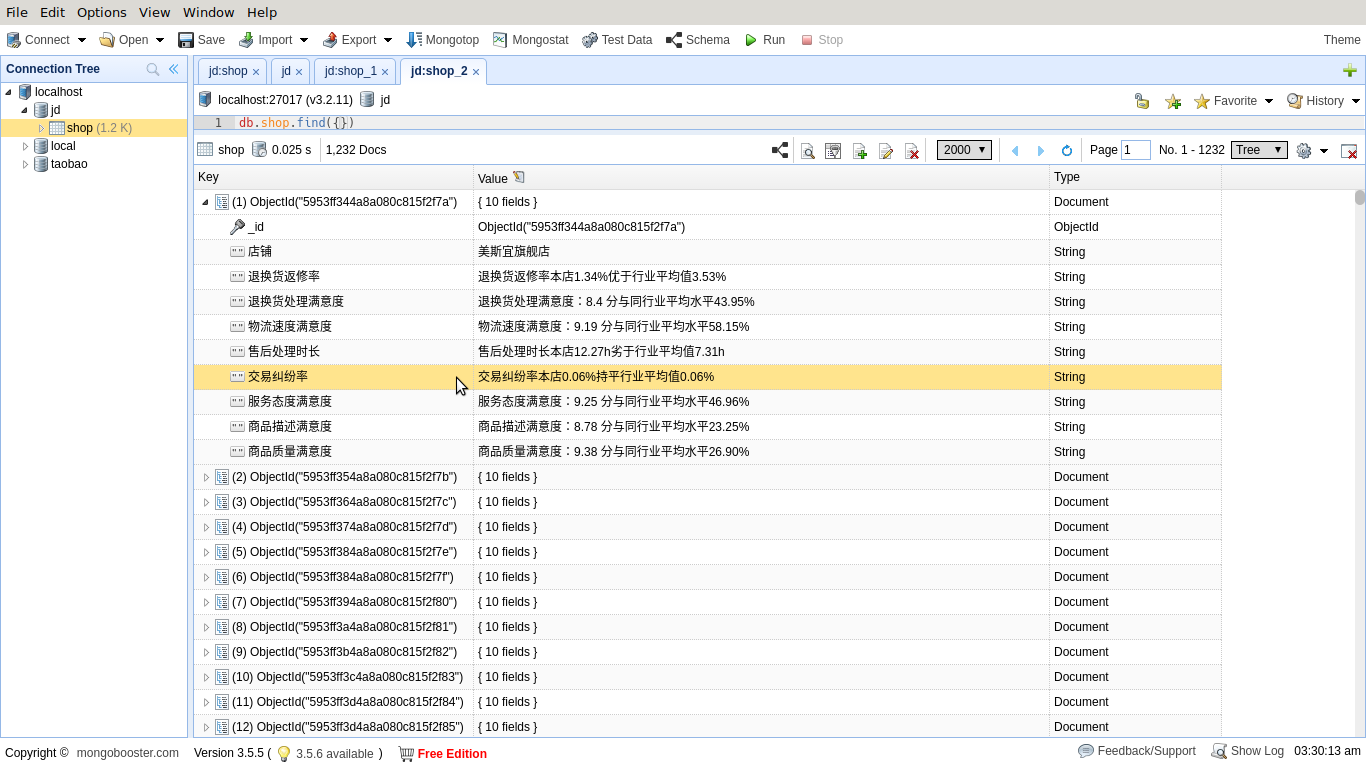 File Edit Options View Window Help
Connect Open Save Import Export Mongotop Mongostat Test Data Schema Run Stop Theme
Connection Tree
localhost
jd
shop (1.2 K)
local
taobao
jd:shop jd jd:shop_1 jd:shop_2
localhost:27017 (v3.2.11) jd Favorite History
1 db.shop.find({})
shop 0.025 s 1,232 Docs 2000 Page 1 No. 1 - 1232 Tree
Key Value Type
(1) ObjectId("5953ff344a8a080c815f2f7a") { 10 fields } Document
_id ObjectId("5953ff344a8a080c815f2f7a") ObjectId
店铺 美斯宜旗舰店 String
退换货返修率 退换货返修率本店1.34%优于行业平均值3.53% String
退换货处理满意度 退换货处理满意度：8.4 分与同行业平均水平43.95% String
物流速度满意度 物流速度满意度：9.19 分与同行业平均水平58.15% String
售后处理时长 售后处理时长本店12.27h劣于行业平均值7.31h String
交易纠纷率 交易纠纷率本店0.06%持平行业平均值0.06% String
服务态度满意度 服务态度满意度：9.25 分与同行业平均水平46.96% String
商品描述满意度 商品描述满意度：8.78 分与同行业平均水平23.25% String
商品质量满意度 商品质量满意度：9.38 分与同行业平均水平26.90% String
(2) ObjectId("5953ff354a8a080c815f2f7b") { 10 fields } Document
(3) ObjectId("5953ff364a8a080c815f2f7c") { 10 fields } Document
(4) ObjectId("5953ff374a8a080c815f2f7d") { 10 fields } Document
(5) ObjectId("5953ff384a8a080c815f2f7e") { 10 fields } Document
(6) ObjectId("5953ff384a8a080c815f2f7f") { 10 fields } Document
(7) ObjectId("5953ff394a8a080c815f2f80") { 10 fields } Document
(8) ObjectId("5953ff3a4a8a080c815f2f81") { 10 fields } Document
(9) ObjectId("5953ff3b4a8a080c815f2f82") { 10 fields } Document
(10) ObjectId("5953ff3c4a8a080c815f2f83") { 10 fields } Document
(11) ObjectId("5953ff3d4a8a080c815f2f84") { 10 fields } Document
(12) ObjectId("5953ff3d4a8a080c815f2f85") { 10 fields } Document
Copyright © mongobooster.com Version 3.5.5 ( 3.5.6 available ) Free Edition Feedback/Support Show Log 03:30:13 am